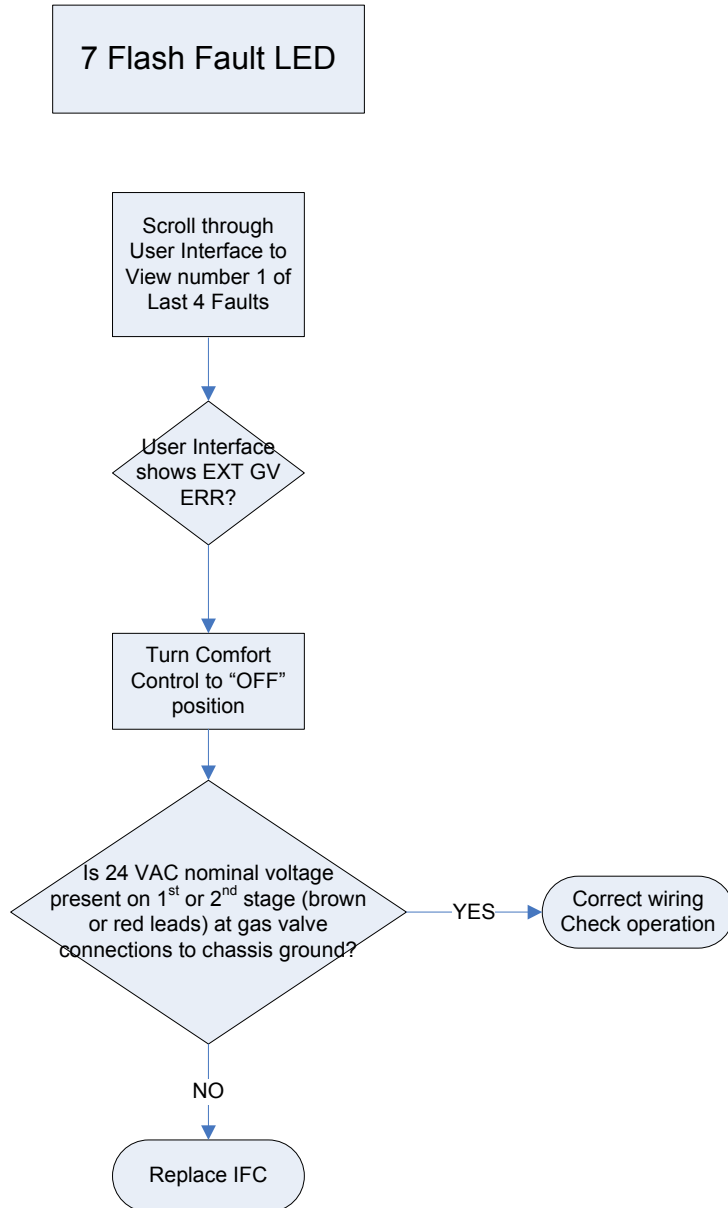 7 Flash Fault LED
Scroll through
User Interface to
View number 1 of
Last 4 Faults
User Interface
shows EXT GV
ERR?
Turn Comfort
Control to “OFF”
position
Is 24 VAC nominal voltage
present on 1st or 2nd stage (brown
or red leads) at gas valve
connections to chassis ground?
YES
Correct wiring
Check operation
NO
Replace IFC